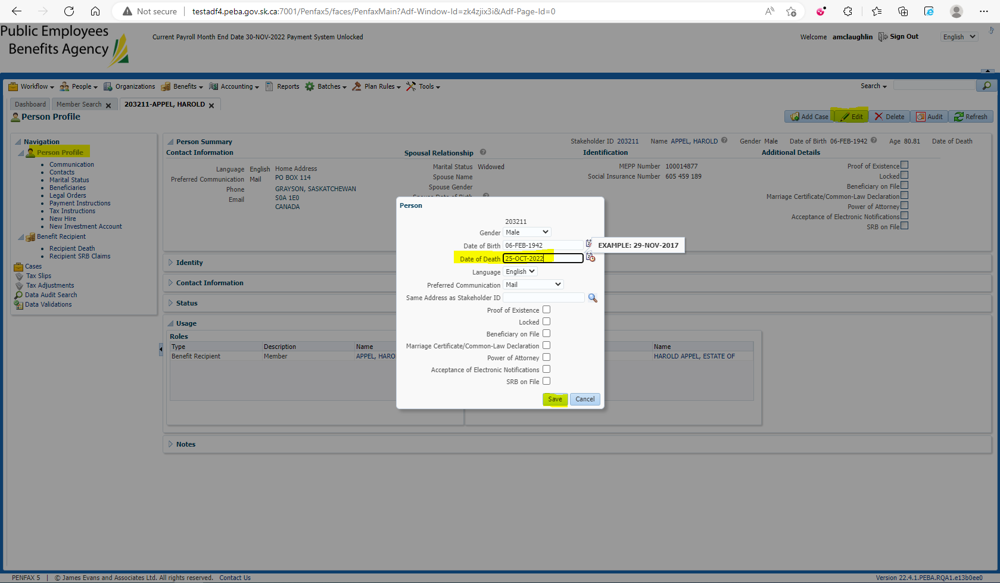 Not secure | testadf4.peba.gov.sk.ca:7001/Penfax5/faces/PenfaxMain?Adf-Window-Id=zk4zjix3i&Adf-Page-Id=0
Public Employees
Benefits Agency
Current Payroll Month End Date 30-NOV-2022 Payment System Unlocked
Welcome amclaughlin Sign Out English
Workflow People Organizations Benefits Accounting Reports Batches Plan Rules Tools Search
Dashboard Member Search 203211-APPEL, HAROLD
Person Profile
Add Case Edit Delete Audit Refresh
Navigation
Person Profile
Communication
Contacts
Marital Status
Beneficiaries
Legal Orders
Payment Instructions
Tax Instructions
New Hire
New Investment Account
Benefit Recipient
Recipient Death
Recipient SRB Claims
Cases
Tax Slips
Tax Adjustments
Data Audit Search
Data Validations
Person Summary Stakeholder ID 203211 Name APPEL, HAROLD Gender Male Date of Birth 06-FEB-1942 Age 80.81 Date of Death
Contact Information
Language English
Preferred Communication Mail
Phone
Email
Home Address
PO BOX 114
GRAYSON, SASKATCHEWAN
S0A 1E0
CANADA
Spousal Relationship
Marital Status Widowed
Spouse Name
Spouse Gender
Identification
MEPP Number 100014877
Social Insurance Number 605 459 189
Additional Details
Proof of Existence
Locked
Beneficiary on File
Marriage Certificate/Common-Law Declaration
Power of Attorney
Acceptance of Electronic Notifications
SRB on File
Identity
Contact Information
Status
Usage
Roles
Type Description Name
Benefit Recipient Member APPEL, HARO
Name
HAROLD APPEL, ESTATE OF
Notes
Person
203211
Gender Male
Date of Birth 06-FEB-1942
EXAMPLE: 29-NOV-2017
Date of Death 25-OCT-2022
Language English
Preferred Communication Mail
Same Address as Stakeholder ID
Proof of Existence
Locked
Beneficiary on File
Marriage Certificate/Common-Law Declaration
Power of Attorney
Acceptance of Electronic Notifications
SRB on File
Save Cancel
PENFAX 5 | © James Evans and Associates Ltd. All rights reserved. Contact Us
Version 22.4.1.PEBA.RQA1.e13b0ee0